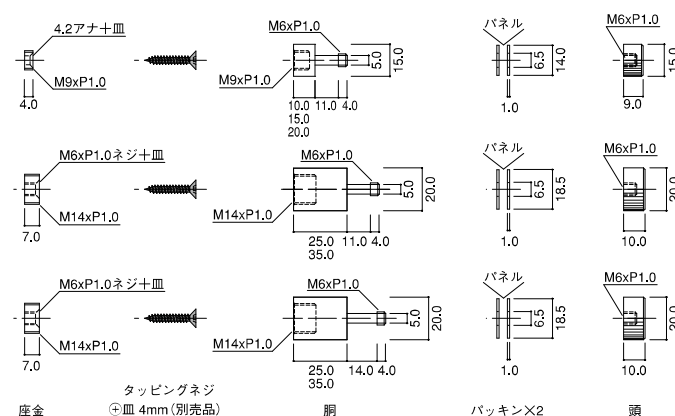 4.2アナ+皿
M9xP1.0
4.0
M6xP1.0
5.0
15.0
M9xP1.0
10.0
11.0
4.0
15.0
20.0
パネル
6.5
14.0
1.0
M6xP1.0
15.0
9.0
M6xP1.0ネジ+皿
M14xP1.0
7.0
M6xP1.0
5.0
20.0
M14xP1.0
25.0
11.0
4.0
35.0
パネル
6.5
18.5
1.0
M6xP1.0
20.0
10.0
M6xP1.0ネジ+皿
M14xP1.0
7.0
M6xP1.0
5.0
20.0
M14xP1.0
25.0
14.0
4.0
35.0
パネル
6.5
18.5
1.0
M6xP1.0
20.0
10.0
座金
タッピングネジ
⊕皿 4mm(別売品)
胴
パッキン×2
頭